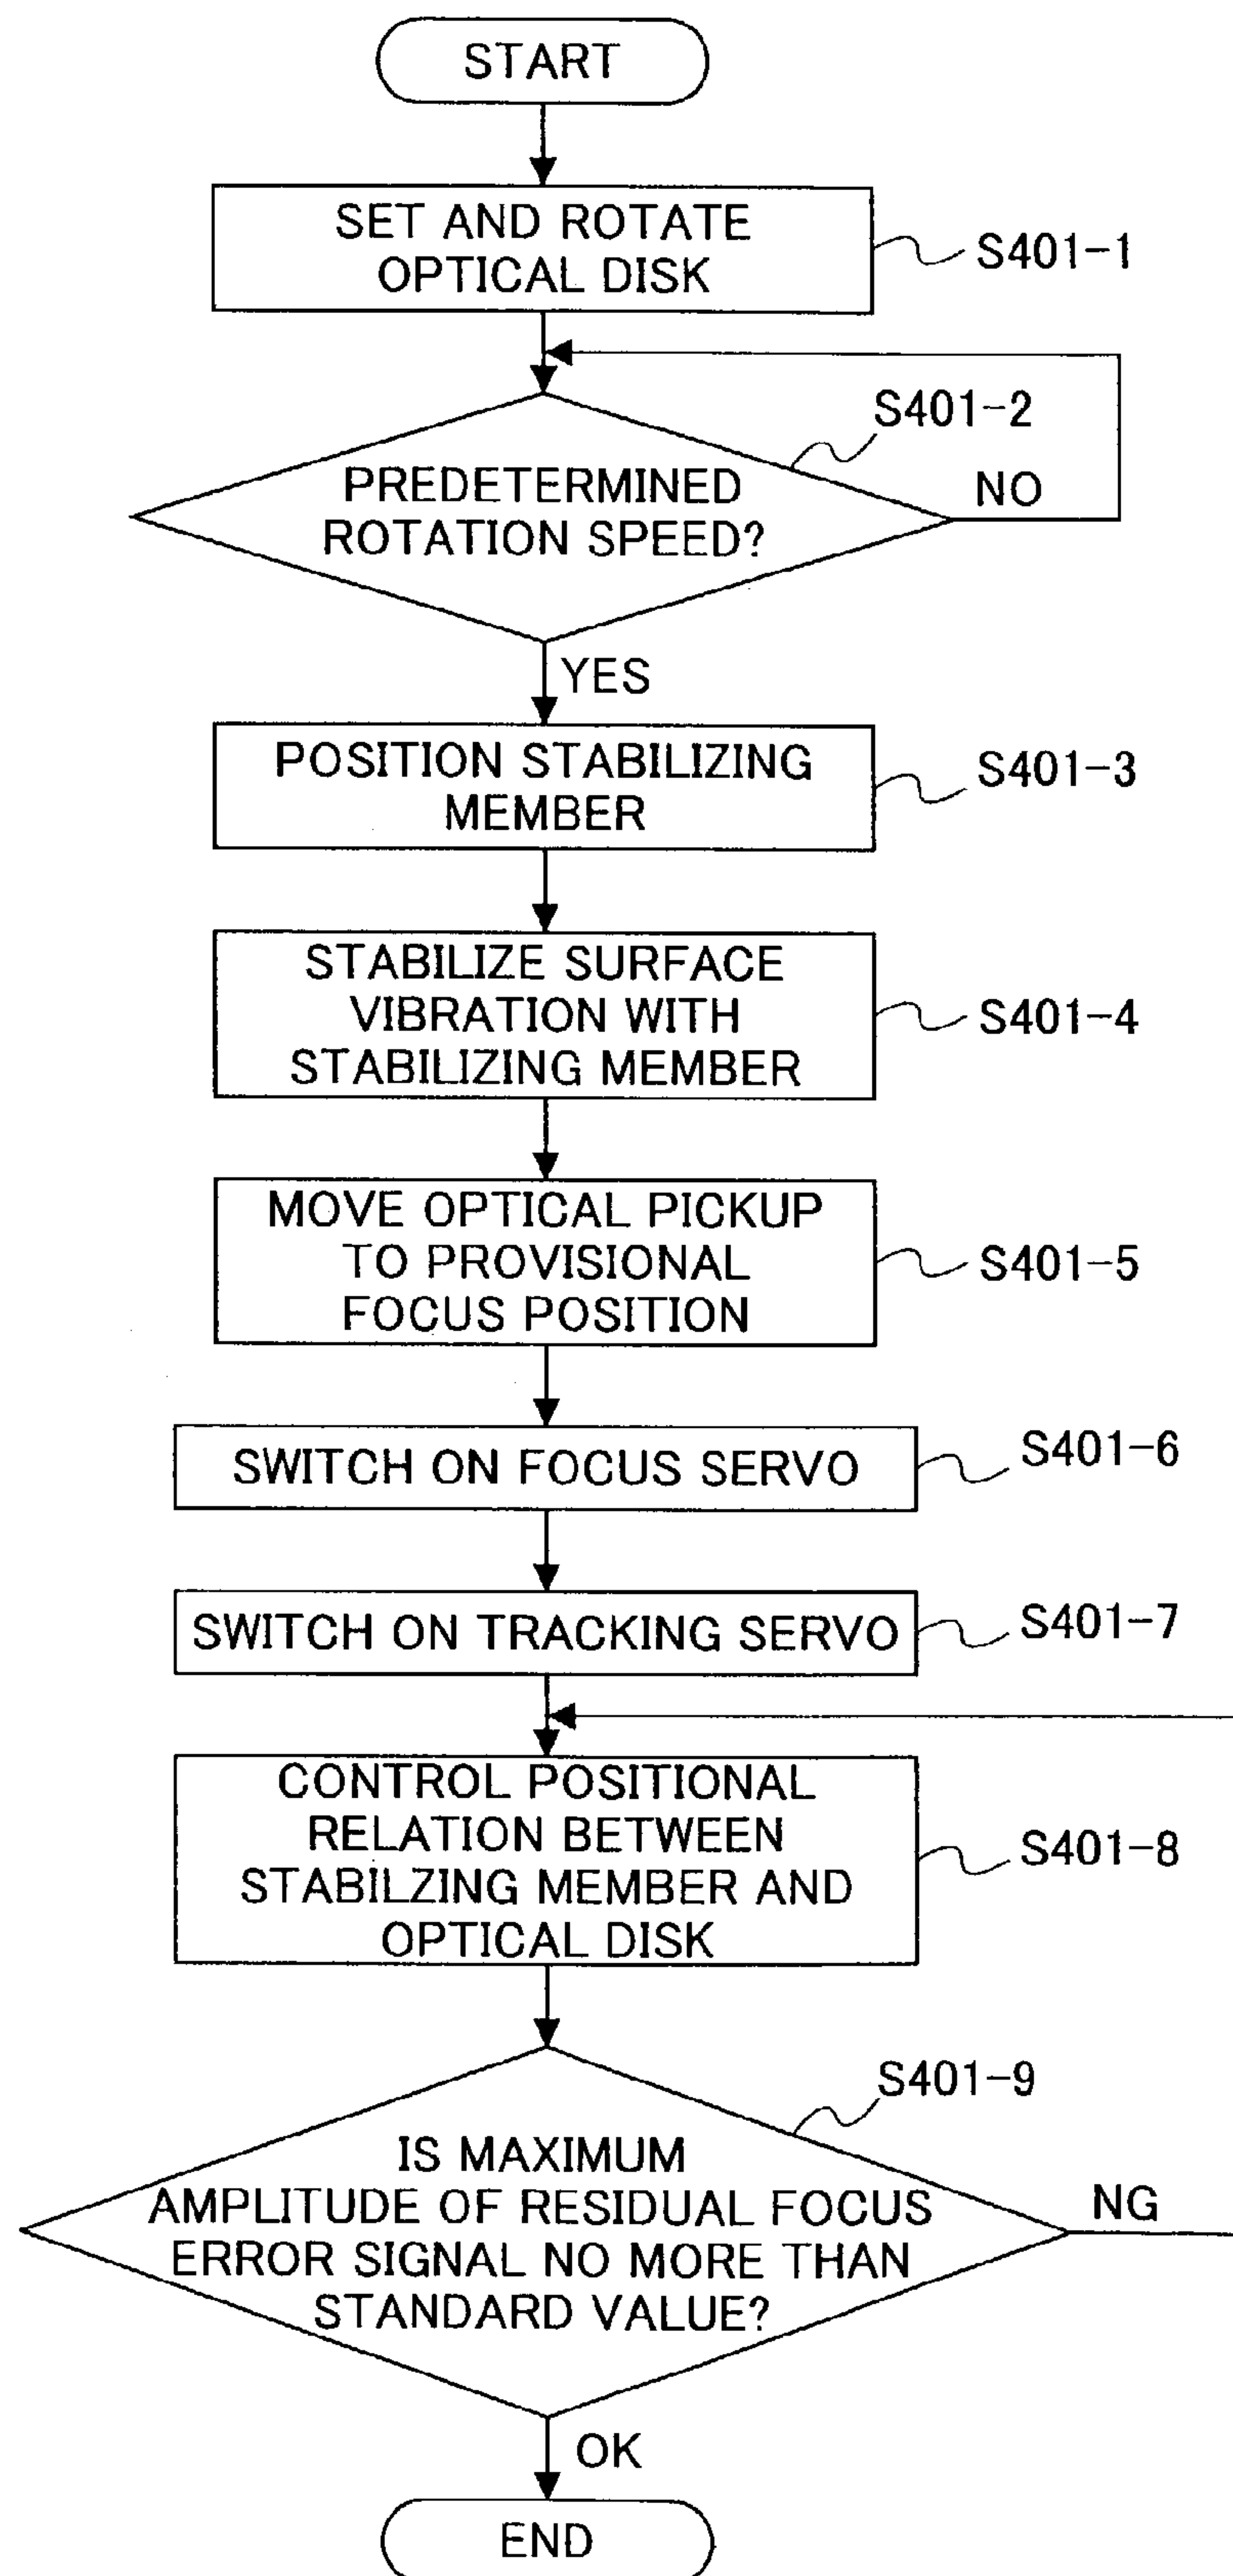 START
SET AND ROTATE
OPTICAL DISK
S401-1
S401-2
PREDETERMINED
ROTATION SPEED?
NO
YES
POSITION STABILIZING
MEMBER
S401-3
STABILIZE SURFACE
VIBRATION WITH
STABILIZING MEMBER
S401-4
MOVE OPTICAL PICKUP
TO PROVISIONAL
FOCUS POSITION
S401-5
SWITCH ON FOCUS SERVO
S401-6
SWITCH ON TRACKING SERVO
S401-7
CONTROL POSITIONAL
RELATION BETWEEN
STABILZING MEMBER AND
OPTICAL DISK
S401-8
S401-9
IS MAXIMUM
AMPLITUDE OF RESIDUAL FOCUS
ERROR SIGNAL NO MORE THAN
STANDARD VALUE?
NG
OK
END